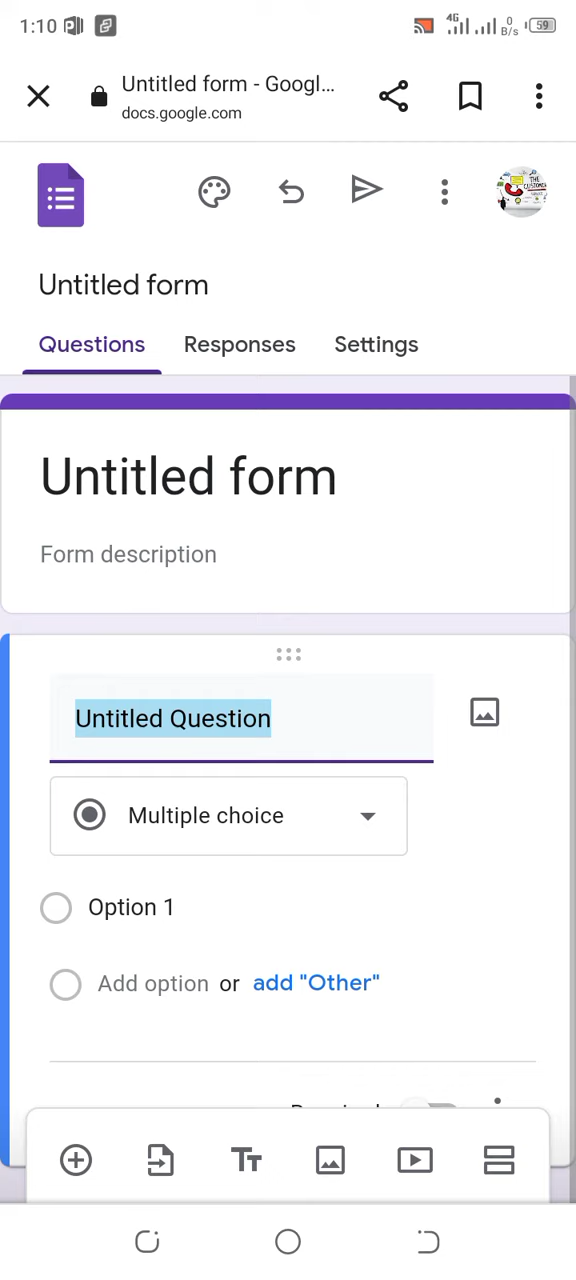 1:10 4G 0 B/s 59
Untitled form - Googl...
docs.google.com
Untitled form
Questions Responses Settings
Untitled form
Form description
Untitled Question
Multiple choice
Option 1
Add option or add "Other"